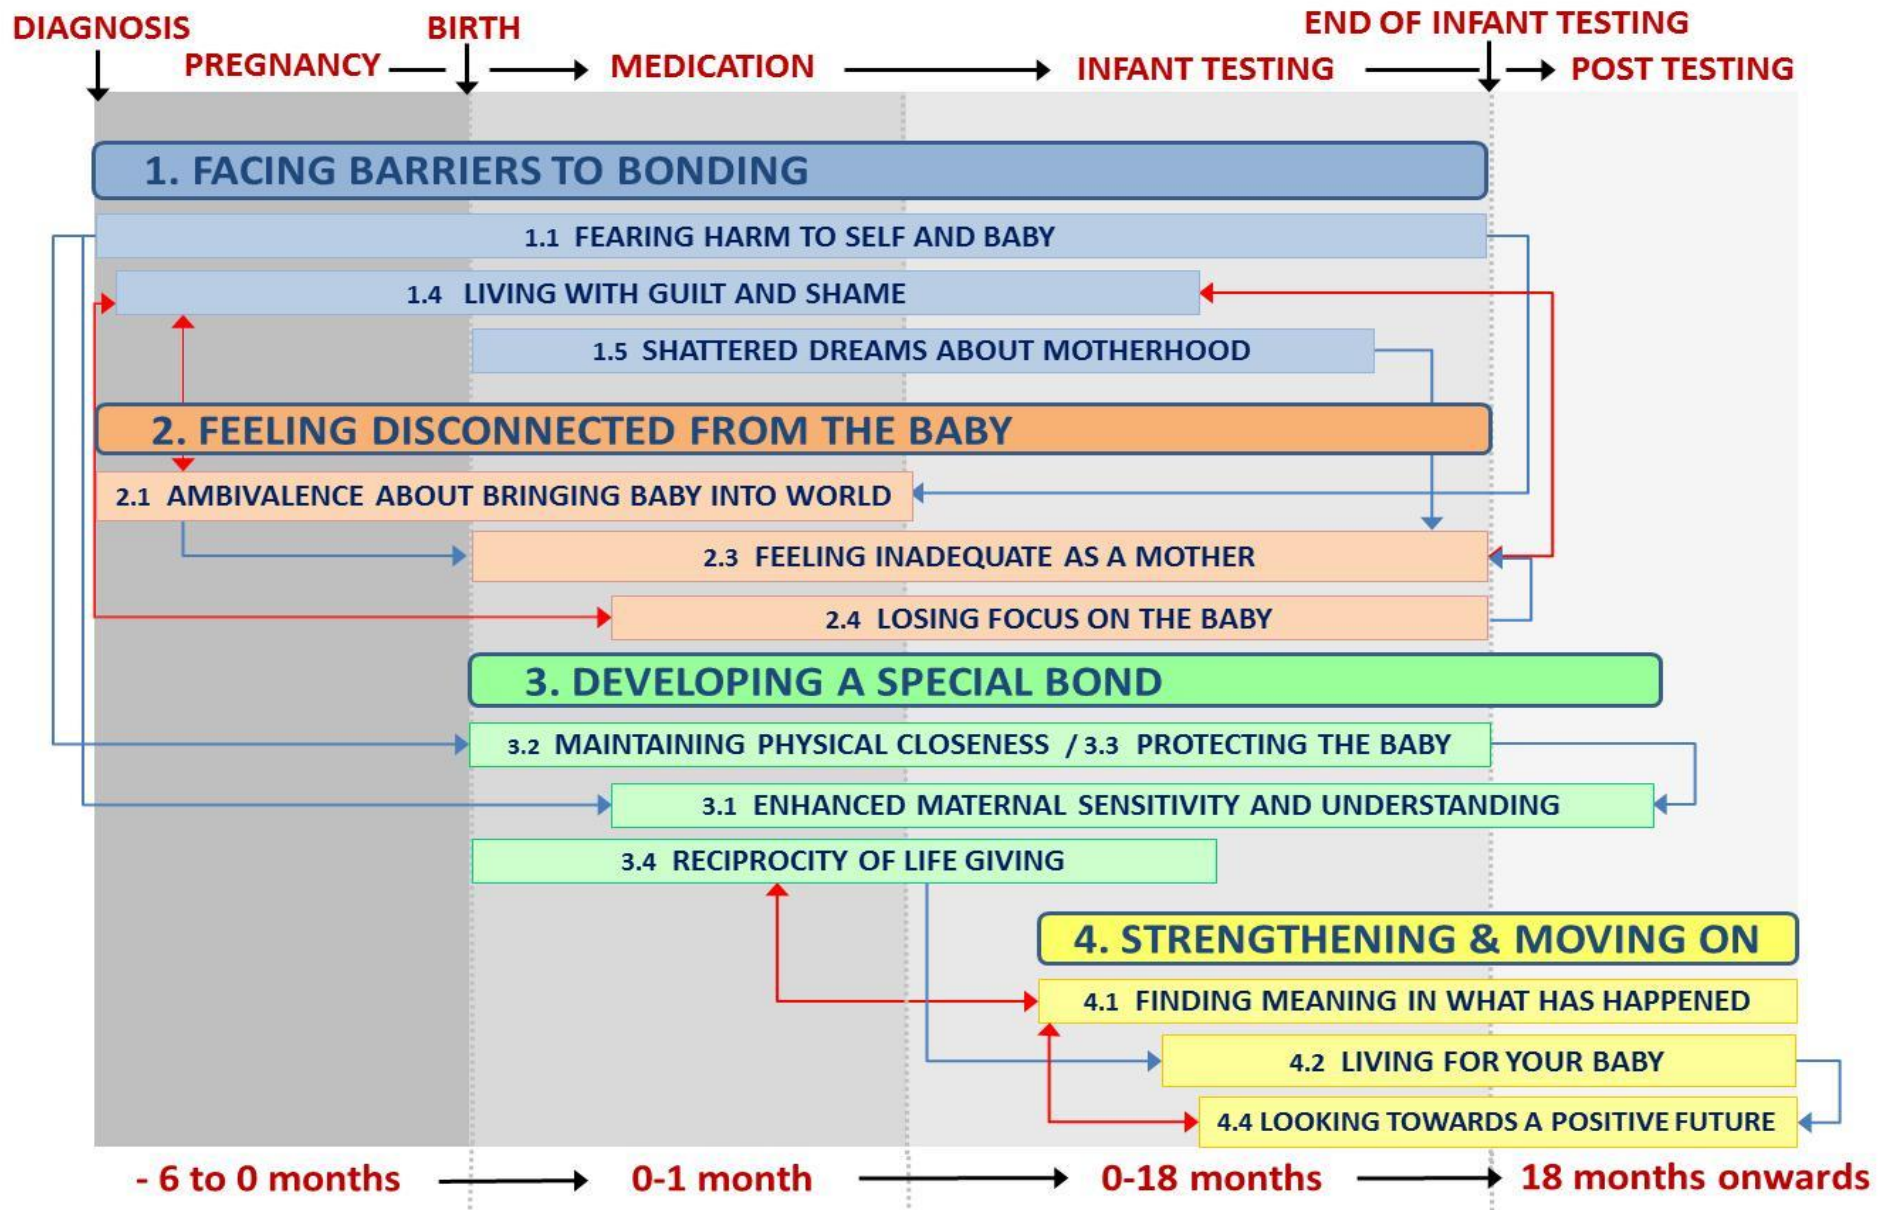 DIAGNOSIS
BIRTH
END OF INFANT TESTING
PREGNANCY
MEDICATION
INFANT TESTING
POST TESTING
1. FACING BARRIERS TO BONDING
1.1 FEARING HARM TO SELF AND BABY
1.4 LIVING WITH GUILT AND SHAME
1.5 SHATTERED DREAMS ABOUT MOTHERHOOD
2. FEELING DISCONNECTED FROM THE BABY
2.1 AMBIVALENCE ABOUT BRINGING BABY INTO WORLD
2.3 FEELING INADEQUATE AS A MOTHER
2.4 LOSING FOCUS ON THE BABY
3. DEVELOPING A SPECIAL BOND
3.2 MAINTAINING PHYSICAL CLOSENESS / 3.3 PROTECTING THE BABY
3.1 ENHANCED MATERNAL SENSITIVITY AND UNDERSTANDING
3.4 RECIPROCITY OF LIFE GIVING
4. STRENGTHENING & MOVING ON
4.1 FINDING MEANING IN WHAT HAS HAPPENED
4.2 LIVING FOR YOUR BABY
4.4 LOOKING TOWARDS A POSITIVE FUTURE
- 6 to 0 months
0-1 month
0-18 months
18 months onwards